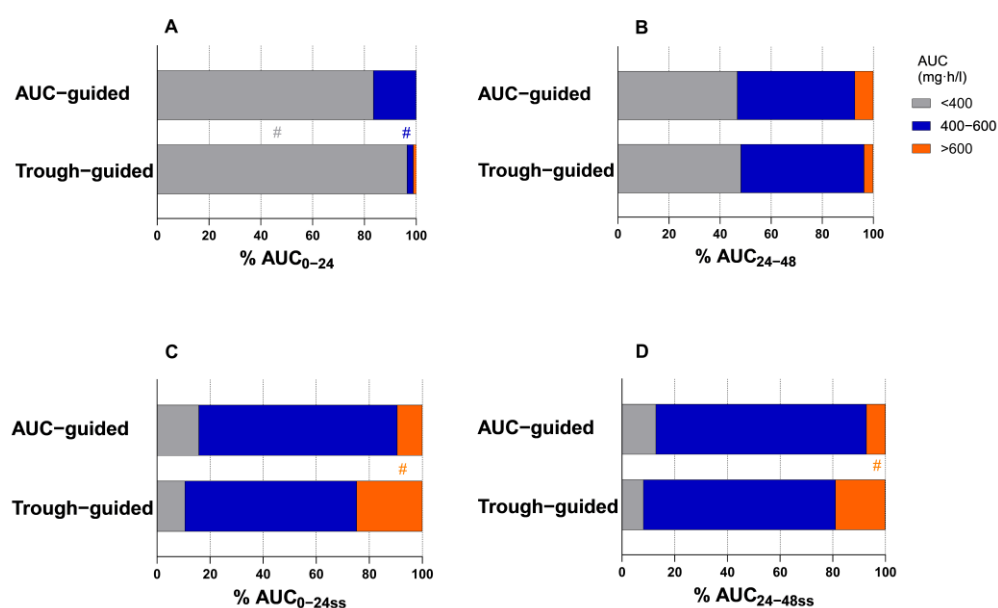 A
AUC−guided
#
#
Trough−guided
0 20 40 60 80 100
% AUC0−24
B
AUC−guided
Trough−guided
0 20 40 60 80 100
% AUC24−48
AUC
(mg·h/l)
<400
400−600
>600
C
AUC−guided
#
Trough−guided
0 20 40 60 80 100
% AUC0−24ss
D
AUC−guided
#
Trough−guided
0 20 40 60 80 100
% AUC24−48ss